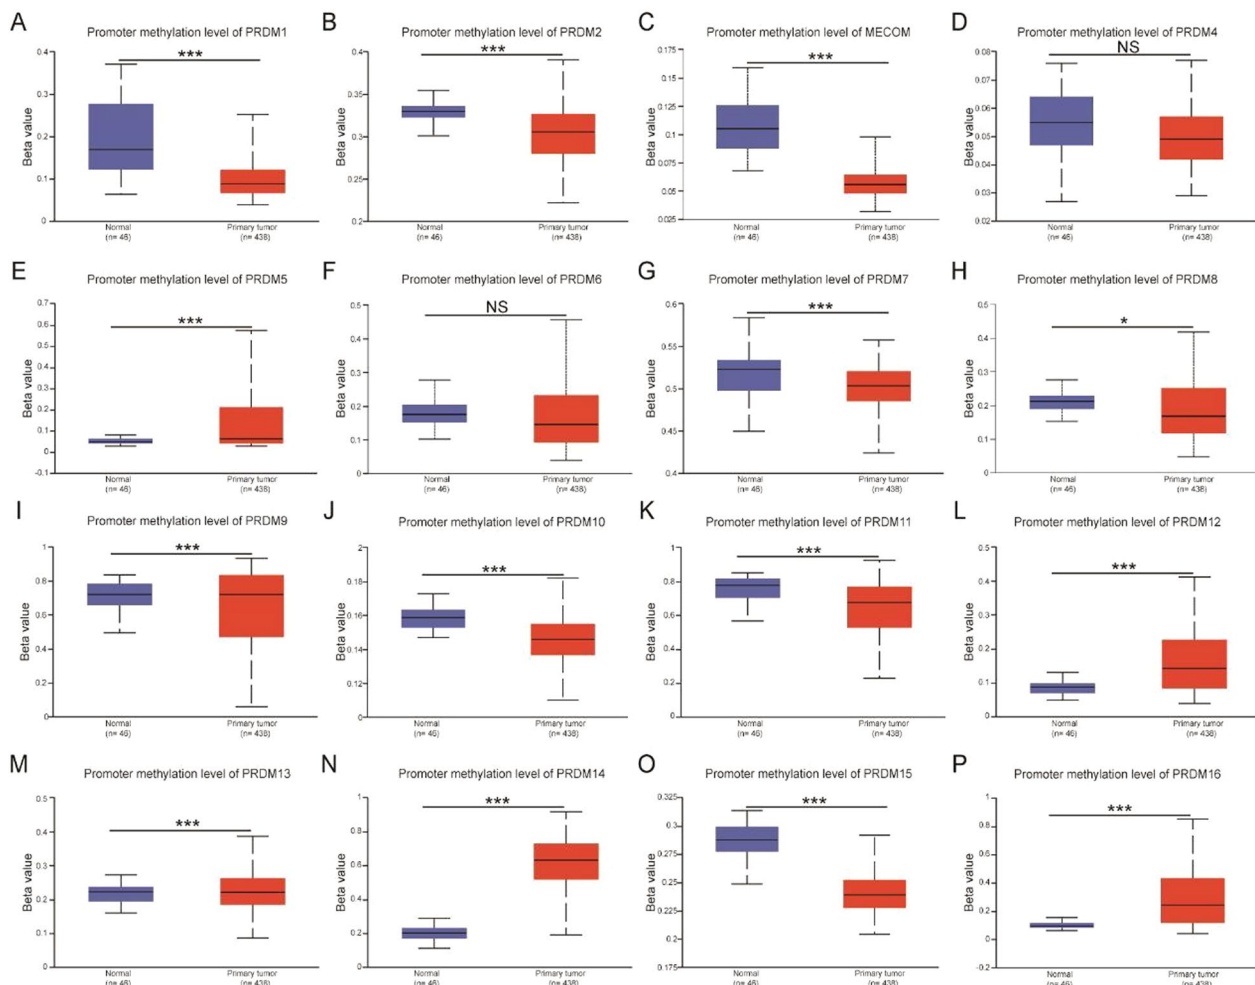 A
Promoter methylation level of PRDM1
***
0.4
0.3
0.2
0.1
0
Beta value
Normal
(n= 46)
Primary tumor
(n= 438)
B
Promoter methylation level of PRDM2
***
0.4
0.35
0.3
0.25
0.2
Beta value
Normal
(n= 46)
Primary tumor
(n= 438)
C
Promoter methylation level of MECOM
***
0.175
0.15
0.125
0.1
0.075
0.05
0.025
Beta value
Normal
(n= 46)
Primary tumor
(n= 438)
D
Promoter methylation level of PRDM4
NS
0.08
0.07
0.06
0.05
0.04
0.03
0.02
Beta value
Normal
(n= 46)
Primary tumor
(n= 438)
E
Promoter methylation level of PRDM5
***
0.7
0.6
0.5
0.4
0.3
0.2
0.1
0
-0.1
Beta value
Normal
(n= 46)
Primary tumor
(n= 438)
F
Promoter methylation level of PRDM6
NS
0.5
0.4
0.3
0.2
0.1
0
Beta value
Normal
(n= 46)
Primary tumor
(n= 438)
G
Promoter methylation level of PRDM7
***
0.6
0.55
0.5
0.45
0.4
Beta value
Normal
(n= 46)
Primary tumor
(n= 438)
H
Promoter methylation level of PRDM8
*
0.5
0.4
0.3
0.2
0.1
0
Beta value
Normal
(n= 46)
Primary tumor
(n= 438)
I
Promoter methylation level of PRDM9
***
1
0.8
0.6
0.4
0.2
0
Beta value
Normal
(n= 46)
Primary tumor
(n= 438)
J
Promoter methylation level of PRDM10
***
0.2
0.18
0.16
0.14
0.12
1
Beta value
Normal
(n= 46)
Primary tumor
(n= 438)
K
Promoter methylation level of PRDM11
***
1
0.8
0.6
0.4
0.2
0
Beta value
Normal
(n= 46)
Primary tumor
(n= 438)
L
Promoter methylation level of PRDM12
***
0.5
0.4
0.3
0.2
0.1
0
Beta value
Normal
(n= 46)
Primary tumor
(n= 438)
M
Promoter methylation level of PRDM13
***
0.5
0.4
0.3
0.2
0.1
0
Beta value
Normal
(n= 46)
Primary tumor
(n= 438)
N
Promoter methylation level of PRDM14
***
1
0.8
0.6
0.4
0.2
0
Beta value
Normal
(n= 46)
Primary tumor
(n= 438)
O
Promoter methylation level of PRDM15
***
0.325
0.3
0.275
0.25
0.225
0.2
0.175
Beta value
Normal
(n= 46)
Primary tumor
(n= 438)
P
Promoter methylation level of PRDM16
***
1
0.8
0.6
0.4
0.2
0
-0.2
Beta value
Normal
(n= 46)
Primary tumor
(n= 438)